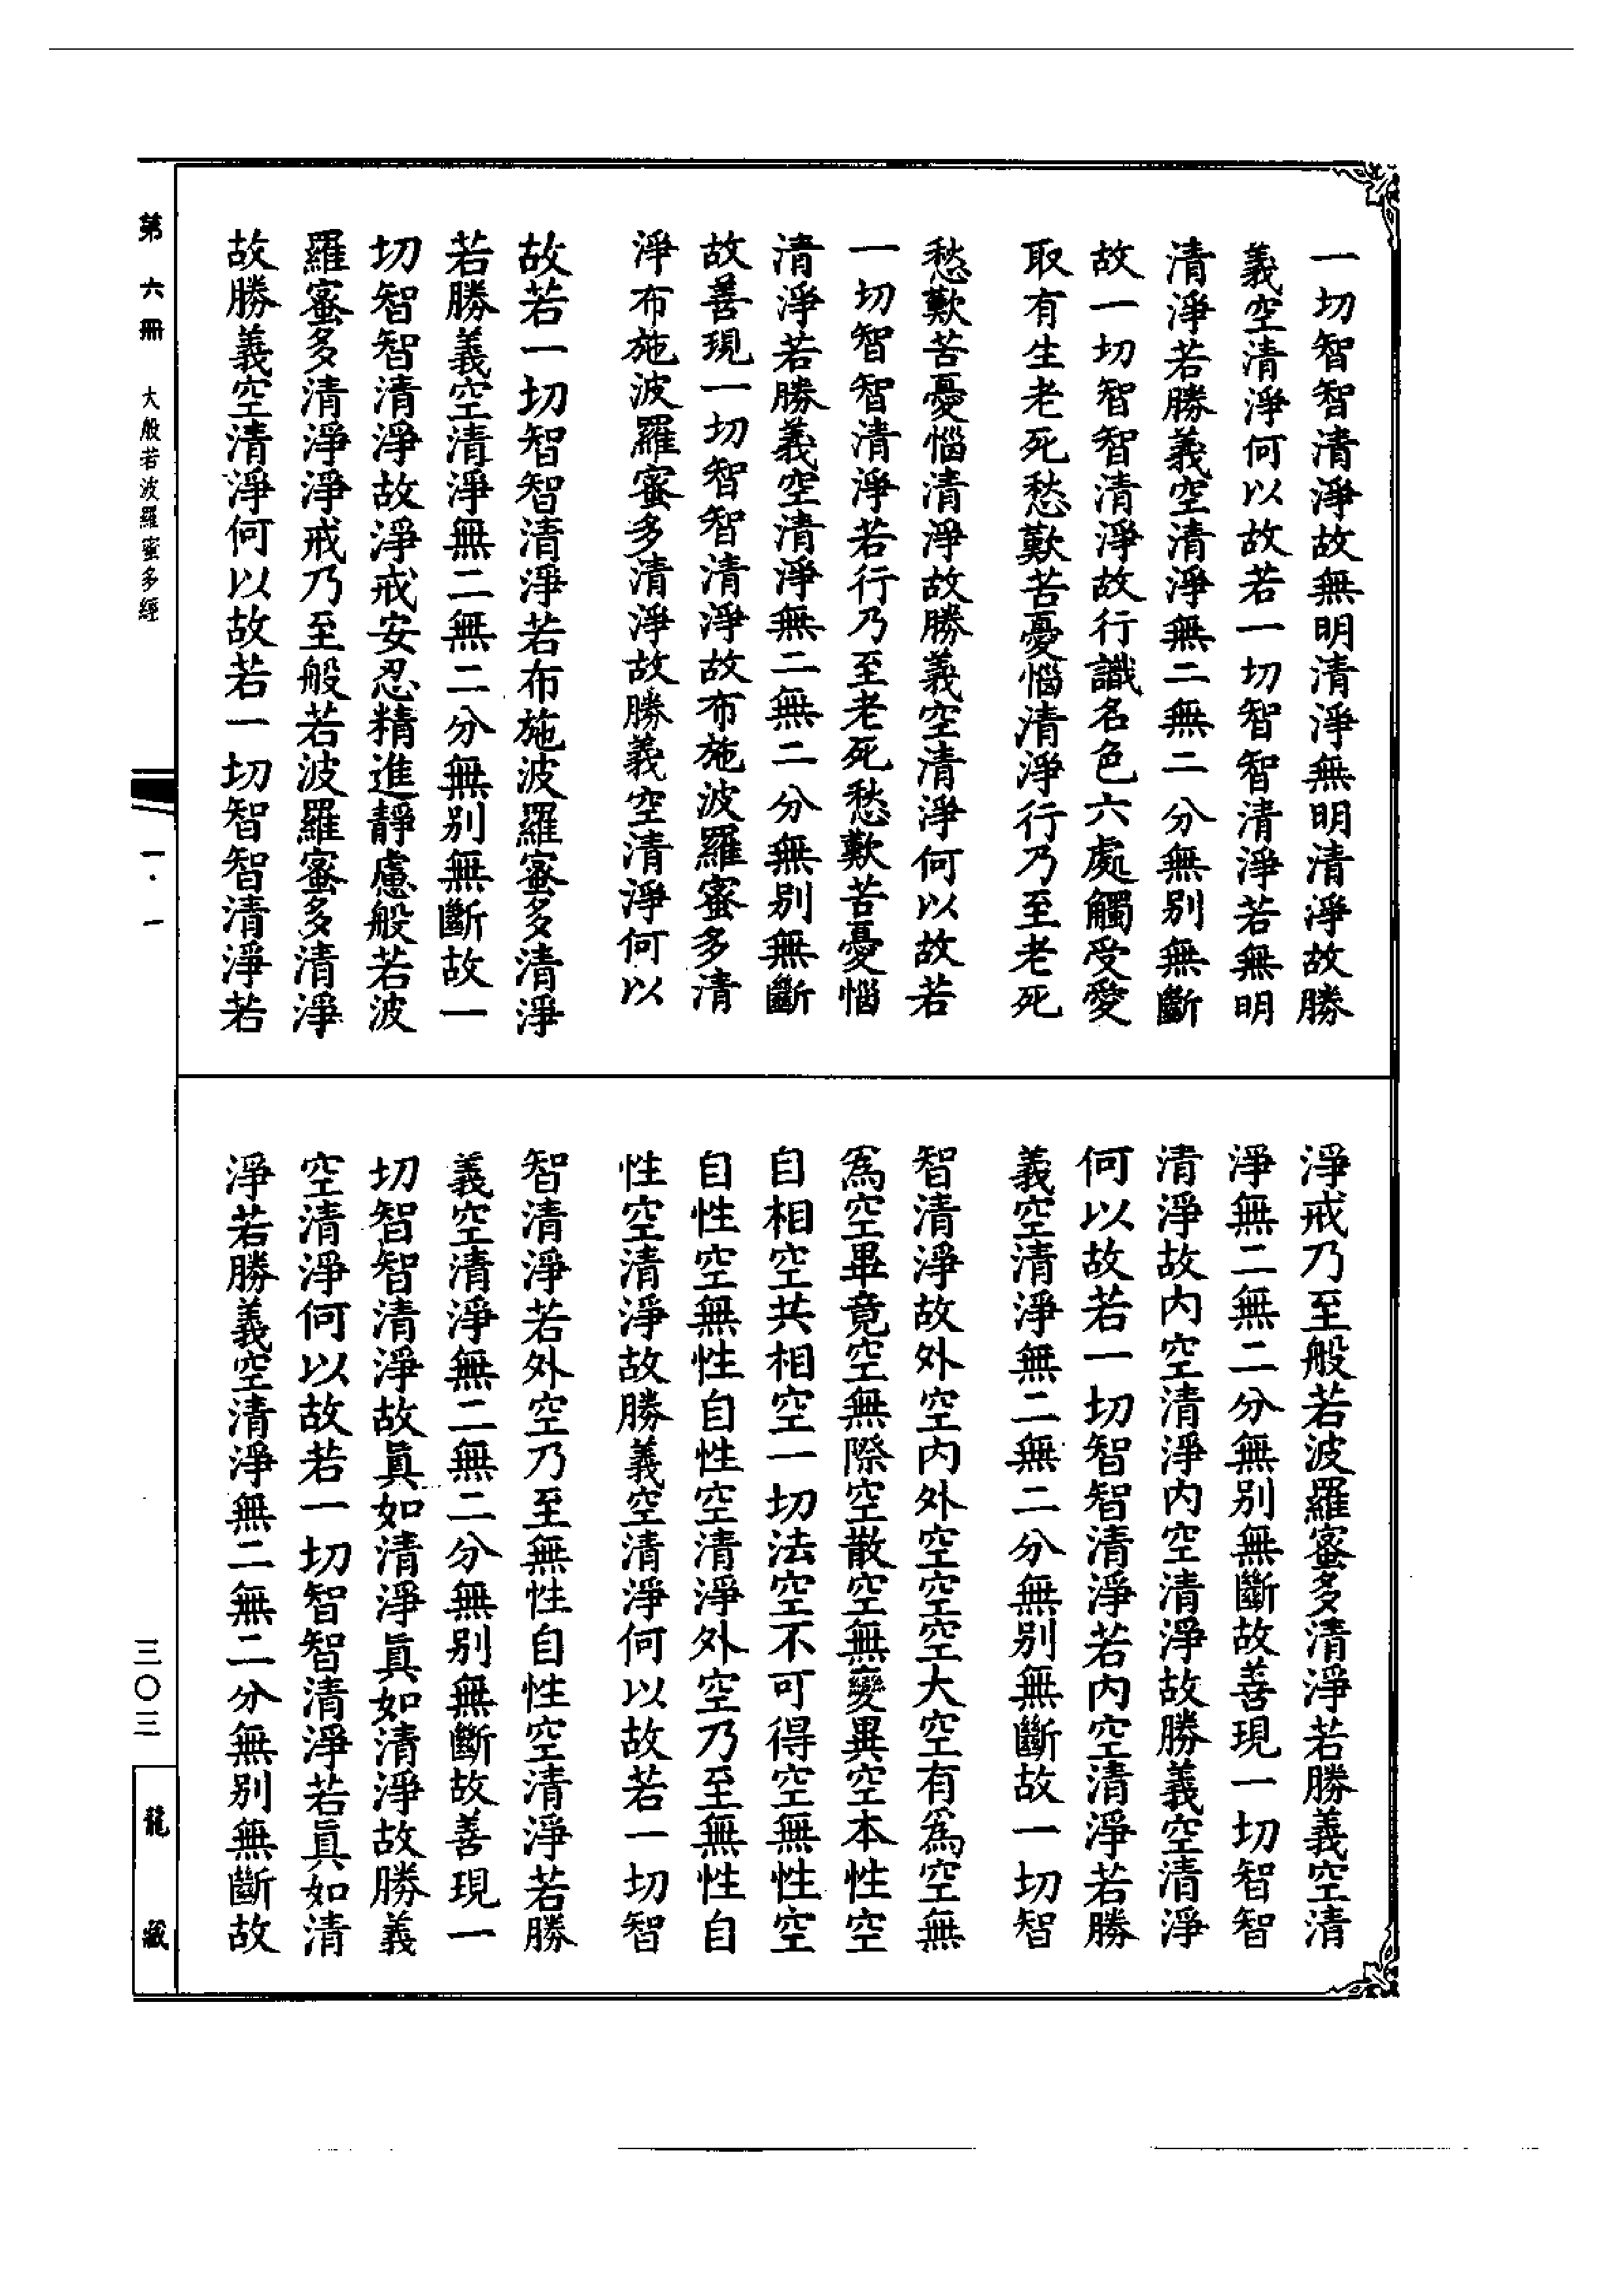 一切智智清淨故無明清淨無明清淨故勝
義空清淨何以故若一切智智清淨若無明
清淨若勝義空清淨無二無二分無別無斷
故一切智智清淨故行識名色六處觸受愛
取有生老死愁歎苦憂惱清淨行乃至老死
愁歎苦憂惱清淨故勝義空清淨何以故若
一切智智清淨若行乃至老死愁歎苦憂惱
清淨若勝義空清淨無二無二分無別無斷
故善現一切智智清淨故布施波羅蜜多清
淨布施波羅蜜多清淨故勝義空清淨何以
故若一切智智清淨若布施波羅蜜多清淨
若勝義空清淨無二無二分無別無斷故一
切智智清淨故淨戒安忍精進靜慮般若波
羅蜜多清淨淨戒乃至般若波羅蜜多清淨
故勝義空清淨何以故若一切智智清淨若
淨戒乃至般若波羅蜜多清淨若勝義空清
淨無二無二分無別無斷故善現一切智智
清淨故內空清淨內空清淨故勝義空清淨
何以故若一切智智清淨若內空清淨若勝
義空清淨無二無二分無別無斷故一切智
智清淨故外空內外空空空大空有為空無
為空畢竟空無際空散空無變異空本性空
自相空共相空一切法空不可得空無性空
自性空無性自性空清淨外空乃至無性自
性空清淨故勝義空清淨何以故若一切智
智清淨若外空乃至無性自性空清淨若勝
義空清淨無二無二分無別無斷故善現一
切智智清淨故眞如清淨眞如清淨故勝義
空清淨何以故若一切智智清淨若眞如清
淨若勝義空清淨無二無二分無別無斷故
第六冊 大般若波羅蜜多經
一·一
三〇三
龍藏